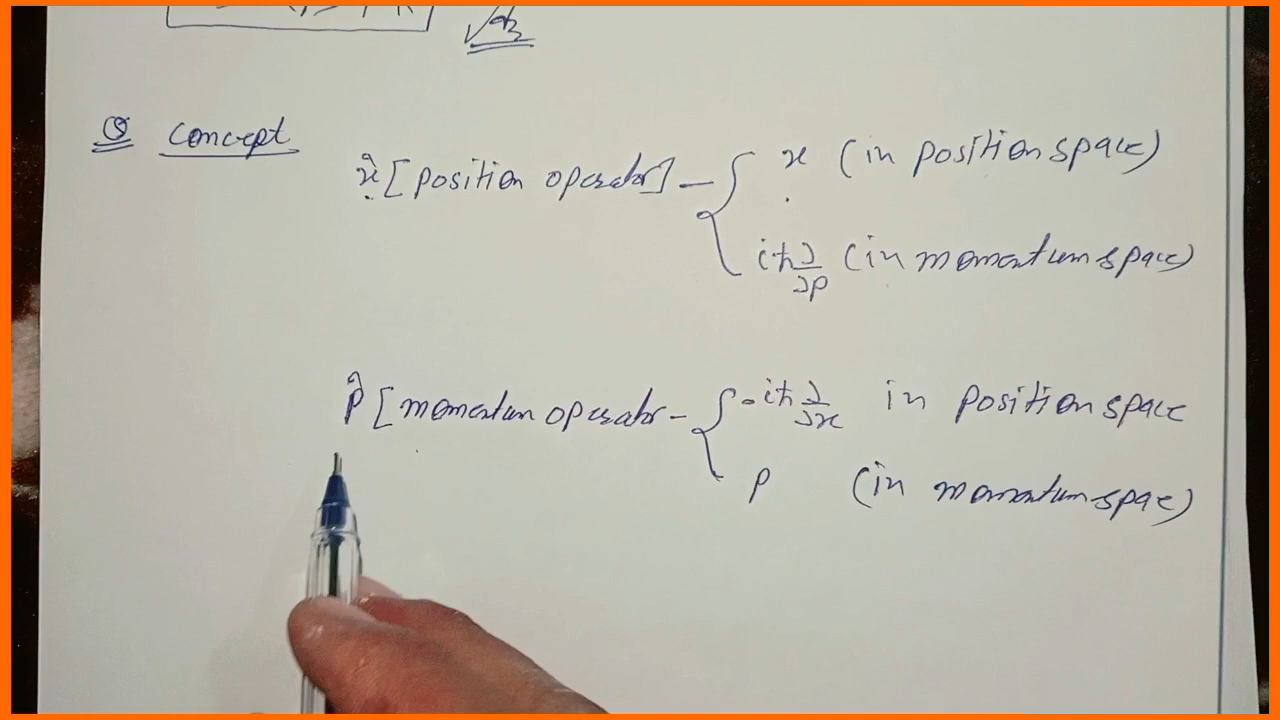 Q Concept
x̂ [position operator] - { x (in position space)
iħ ∂/∂p (in momentum space)
p̂ [momentum operator - { -iħ ∂/∂x in position space
p (in momentum space)